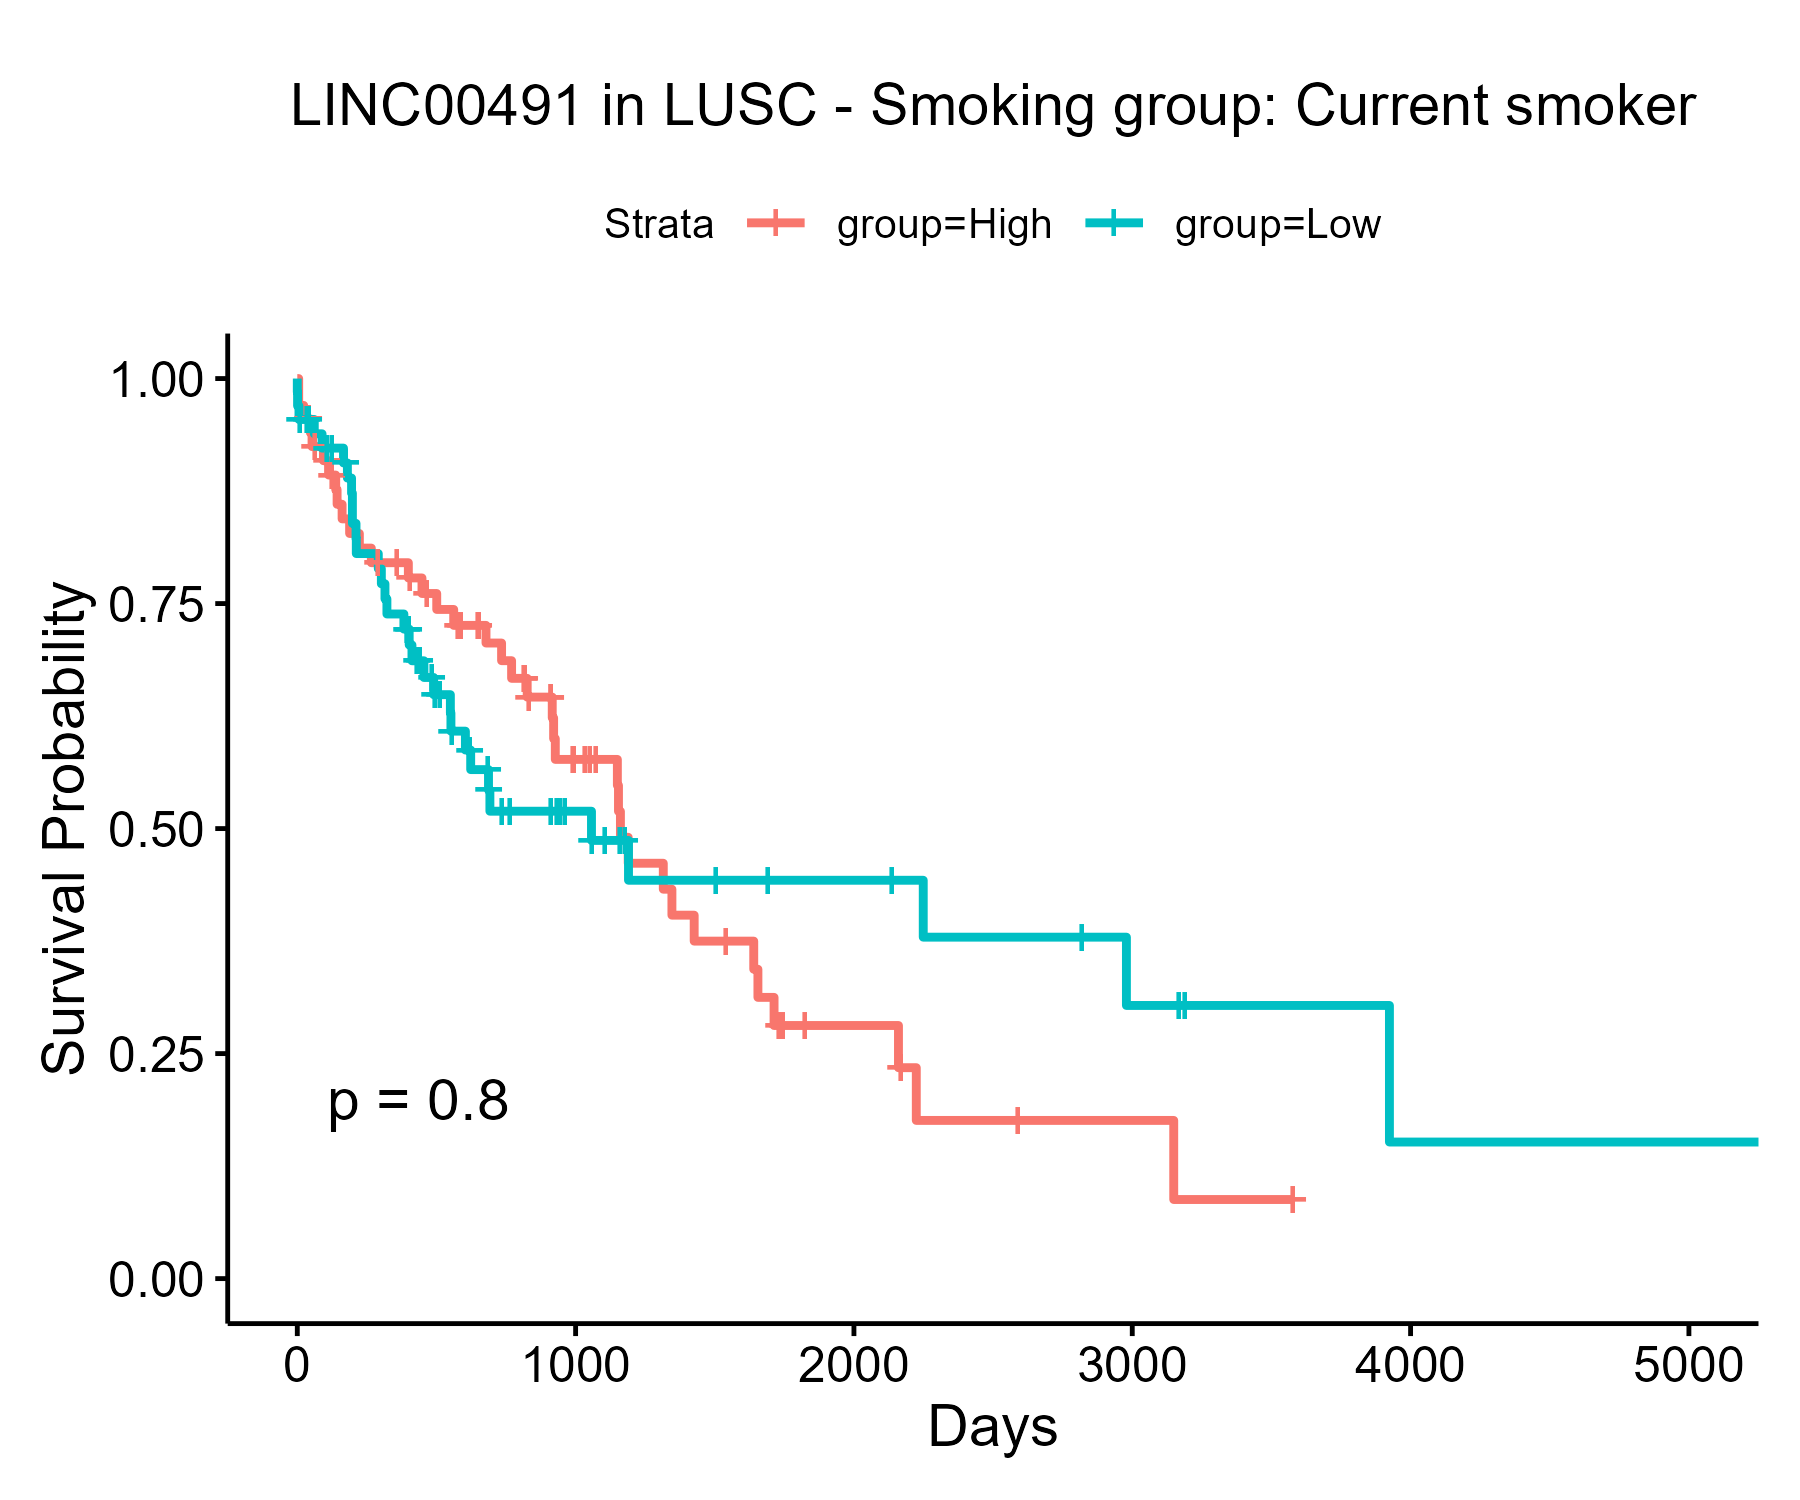 LINC00491 in LUSC - Smoking group: Current smoker
Strata group=High group=Low
Survival Probability
1.00
0.75
0.50
0.25
0.00
p = 0.8
0 1000 2000 3000 4000 5000
Days